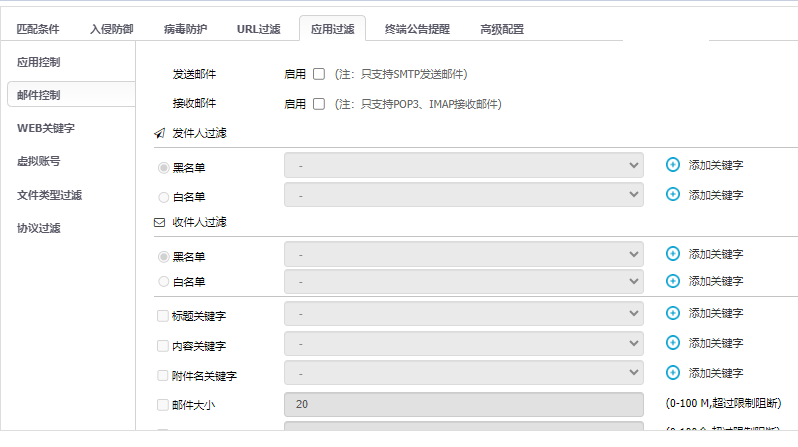 匹配条件 入侵防御 病毒防护 URL过滤 应用过滤 终端公告提醒 高级配置
应用控制
邮件控制
WEB关键字
虚拟账号
文件类型过滤
协议过滤
发送邮件 启用 (注：只支持SMTP发送邮件)
接收邮件 启用 (注：只支持POP3、IMAP接收邮件)
发件人过滤
黑名单 - 添加关键字
白名单 - 添加关键字
收件人过滤
黑名单 - 添加关键字
白名单 - 添加关键字
标题关键字 - 添加关键字
内容关键字 - 添加关键字
附件名关键字 - 添加关键字
邮件大小 20 (0-100 M,超过限制阻断)